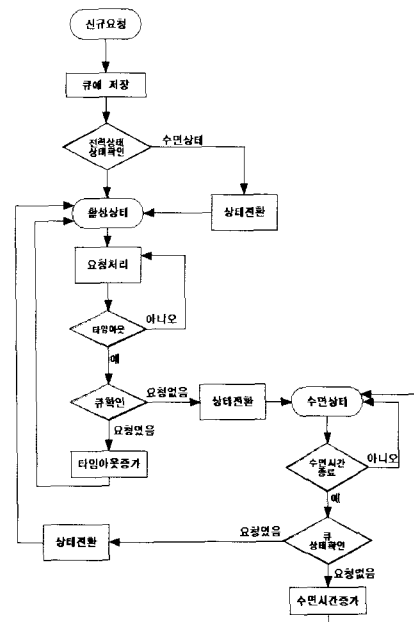 신규요청
큐에 저장
전력상태
상태확인
수면상태
활성상태
상태전환
요청처리
타임아웃
아니오
예
큐확인
요청없음
상태전환
수면상태
요청있음
타임아웃증가
수면시간
종료
아니오
예
상태전환
요청있음
큐
상태확인
요청없음
수면시간증가